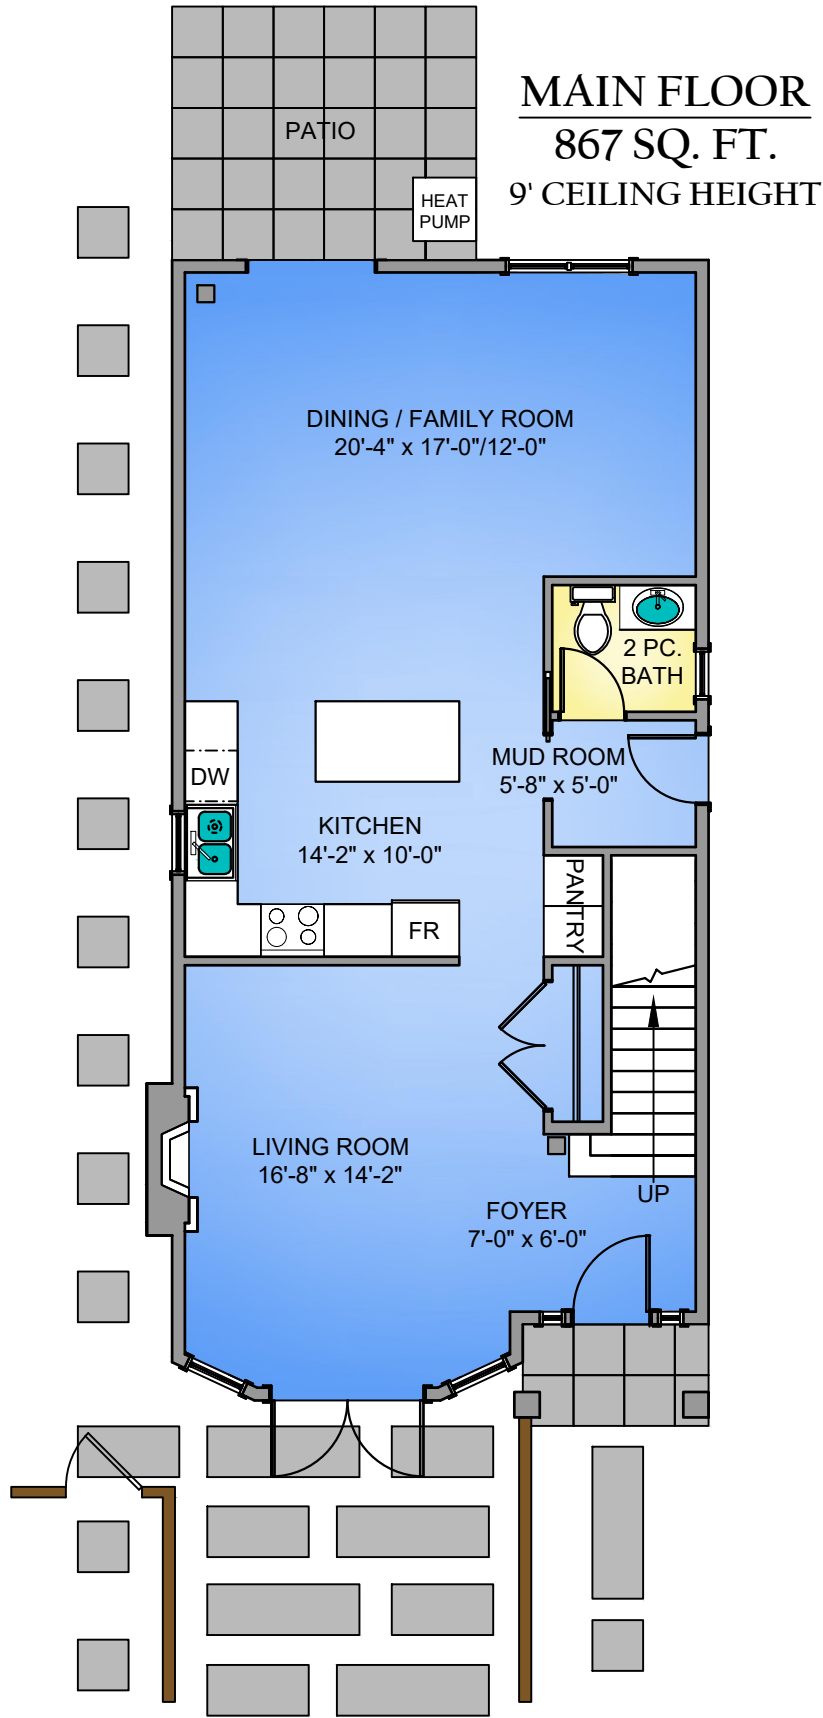 MAIN FLOOR
867 SQ. FT.
9' CEILING HEIGHT
PATIO
HEAT
PUMP
DINING / FAMILY ROOM
20'-4" x 17'-0"/12'-0"
2 PC.
BATH
MUD ROOM
5'-8" x 5'-0"
DW
KITCHEN
14'-2" x 10'-0"
PANTRY
FR
LIVING ROOM
16'-8" x 14'-2"
UP
FOYER
7'-0" x 6'-0"